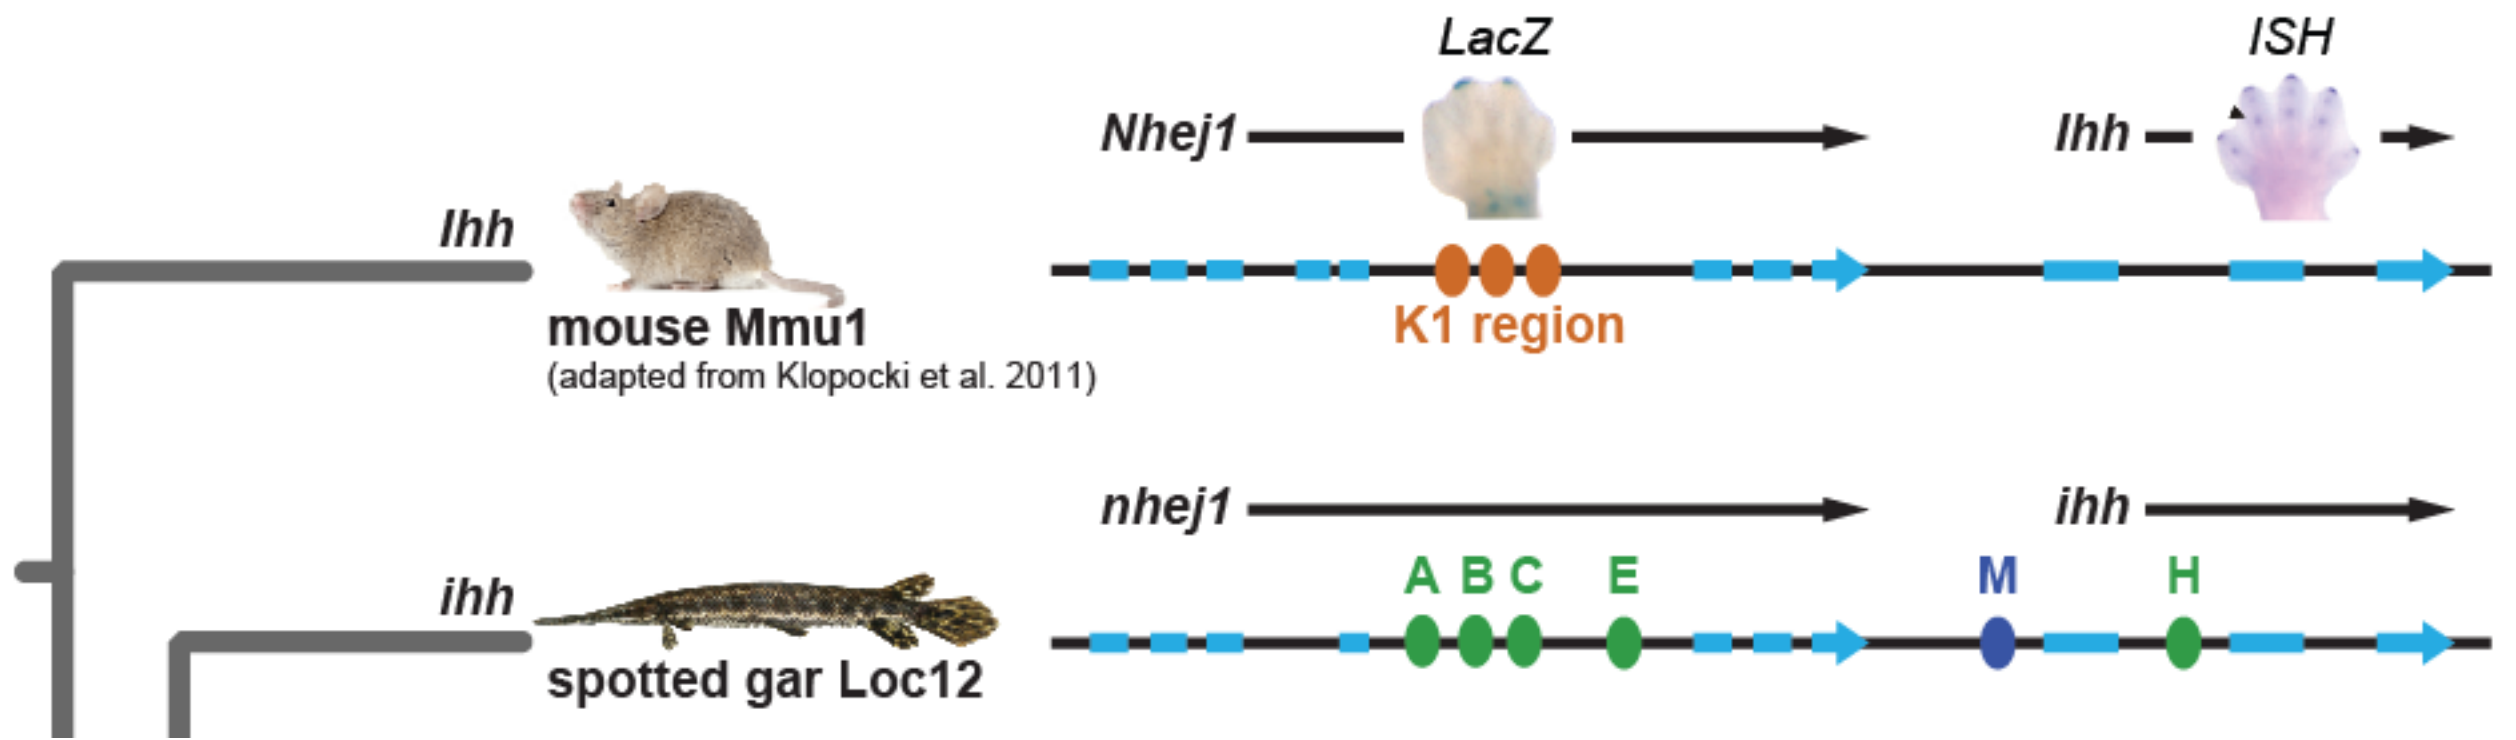 LacZ ISH
Nhej1 Ihh
Ihh
mouse Mmu1
(adapted from Klopocki et al. 2011)
K1 region
nhej1 ihh
A B C E M H
ihh
spotted gar Loc12